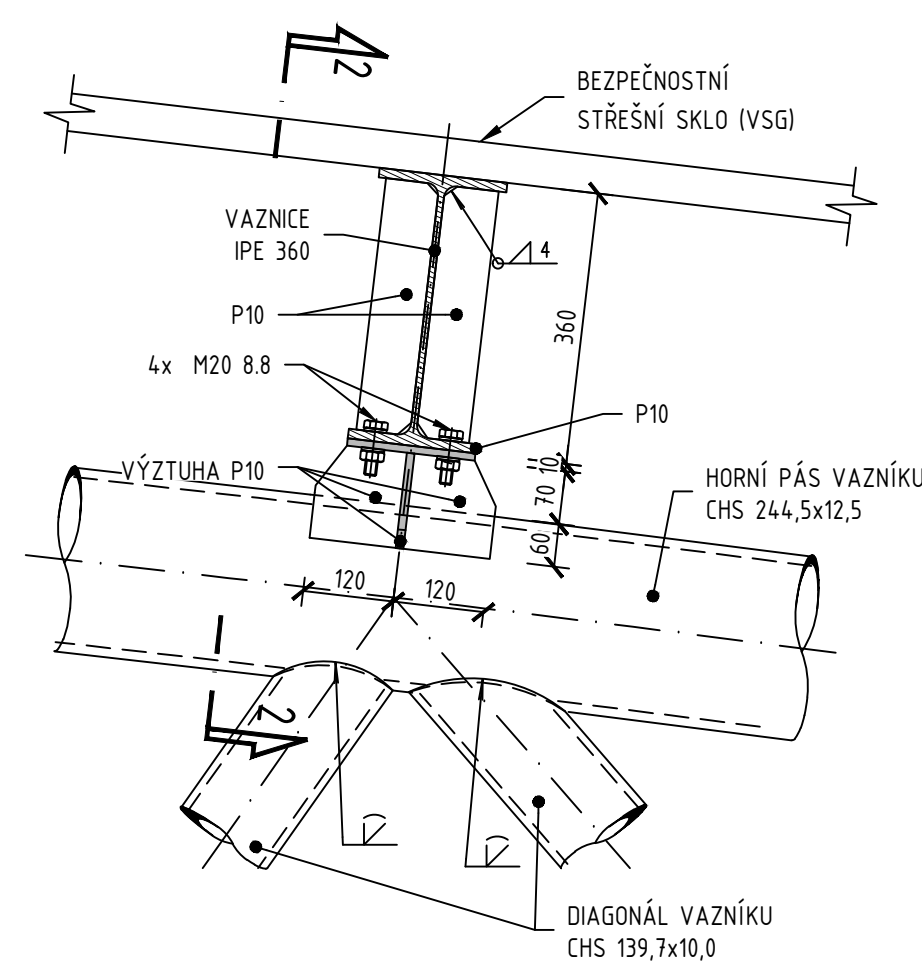 2
BEZPEČNOSTNÍ
STŘEŠNÍ SKLO (VSG)
VAZNICE
IPE 360
4
P10
360
4x M20 8.8
P10
VÝZTUHA P10
10
70
60
HORNÍ PÁS VAZNÍKU
CHS 244,5x12,5
120
120
2
DIAGONÁL VAZNÍKU
CHS 139,7x10,0